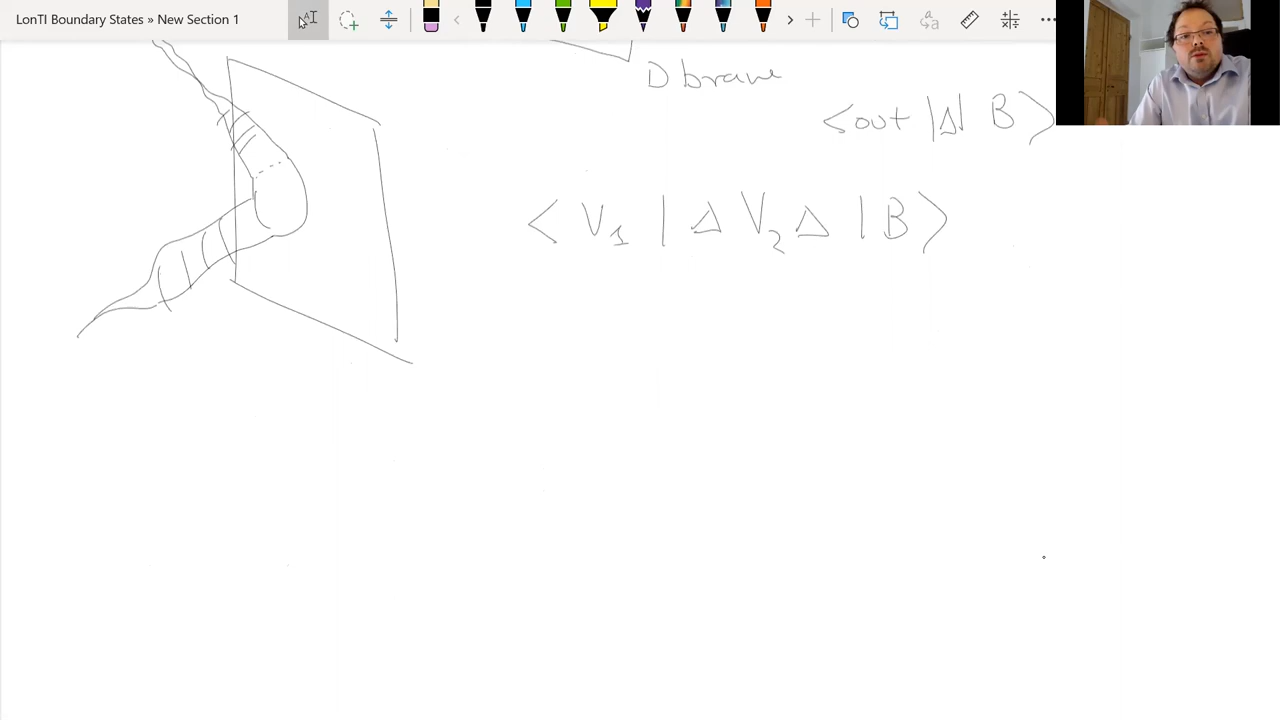 LonTI Boundary States » New Section 1
D brane
<out |Δ| B>
< V₁ | Δ V₂ Δ | B >